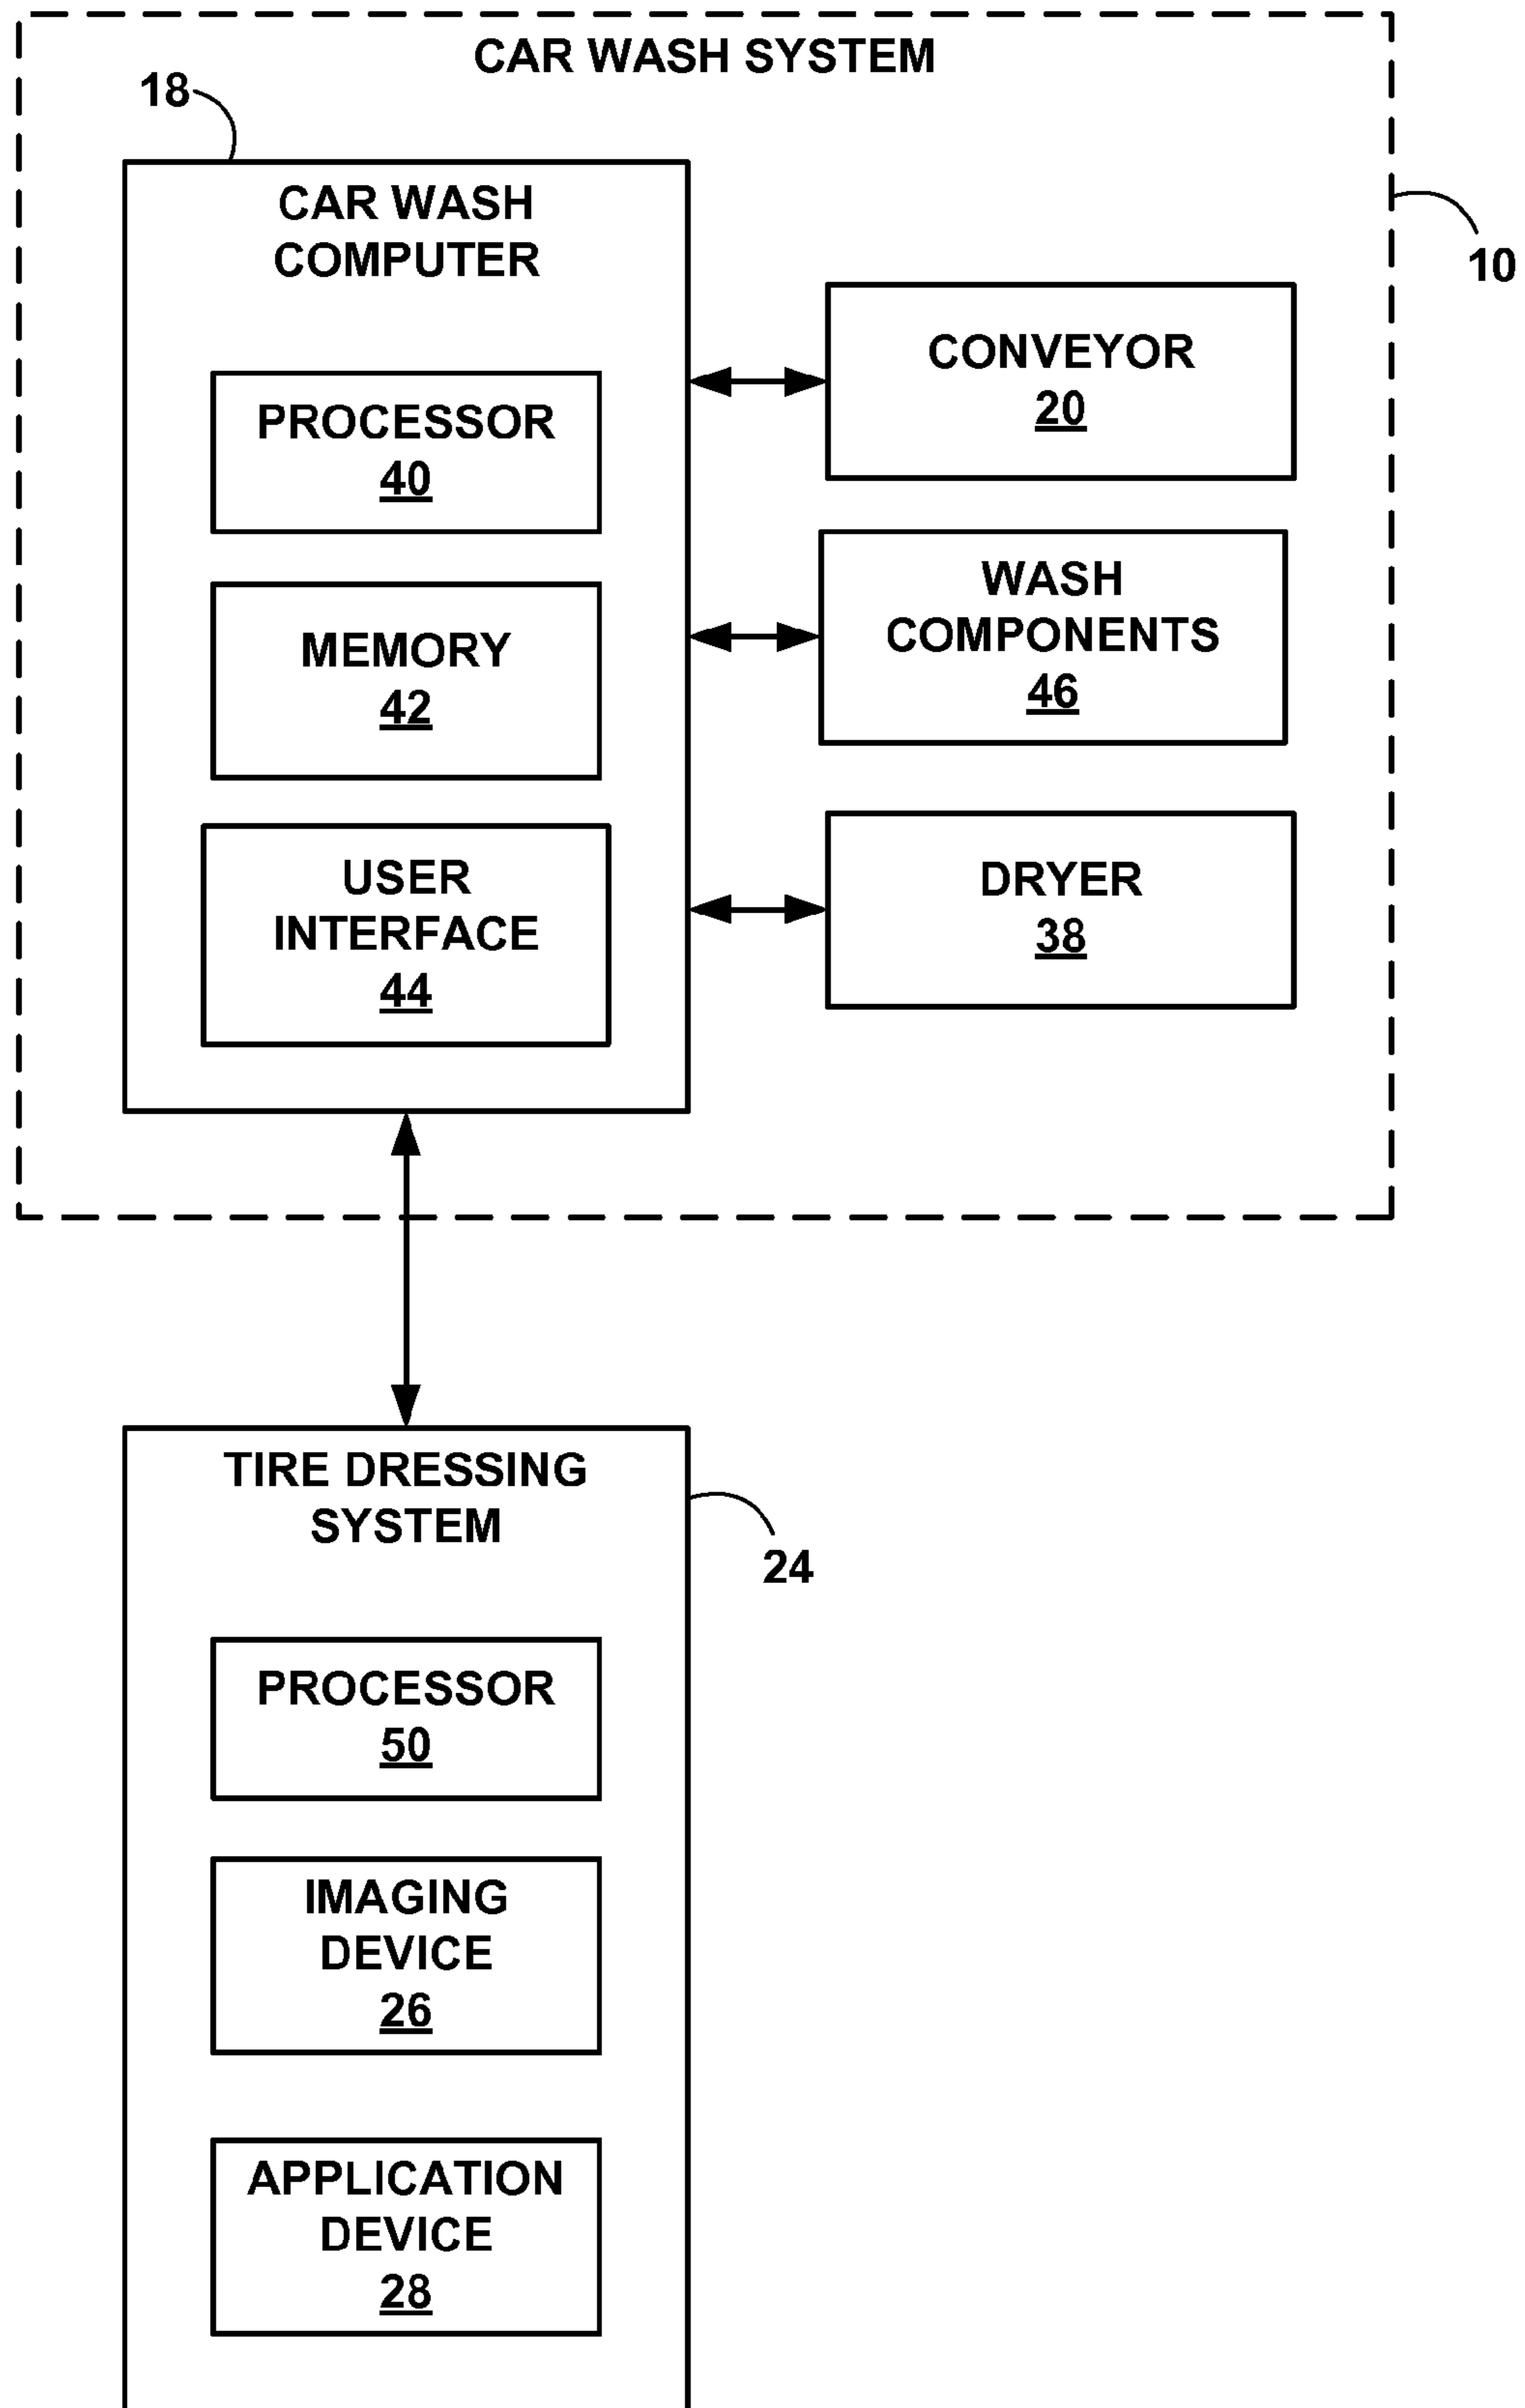 CAR WASH SYSTEM
18
CAR WASH
COMPUTER
10
PROCESSOR
40
MEMORY
42
USER
INTERFACE
44
CONVEYOR
20
WASH
COMPONENTS
46
DRYER
38
TIRE DRESSING
SYSTEM
24
PROCESSOR
50
IMAGING
DEVICE
26
APPLICATION
DEVICE
28